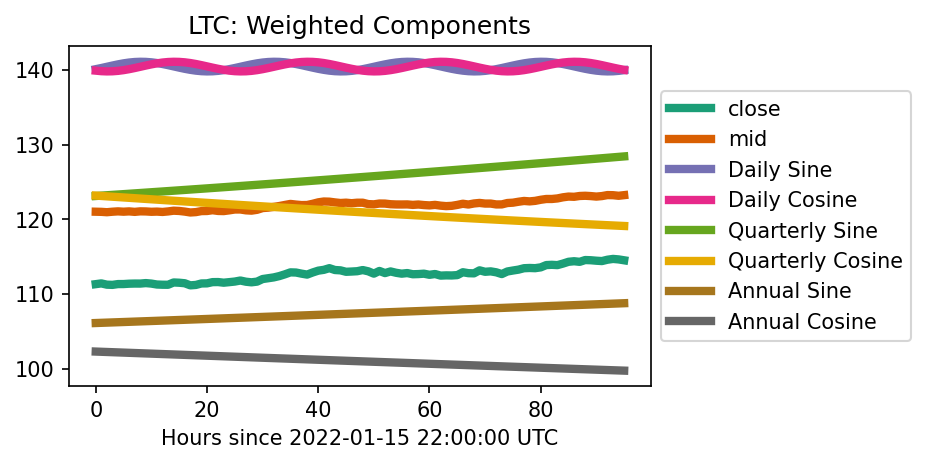 LTC: Weighted Components
140
130
120
110
100
0 20 40 60 80
Hours since 2022-01-15 22:00:00 UTC
close
mid
Daily Sine
Daily Cosine
Quarterly Sine
Quarterly Cosine
Annual Sine
Annual Cosine